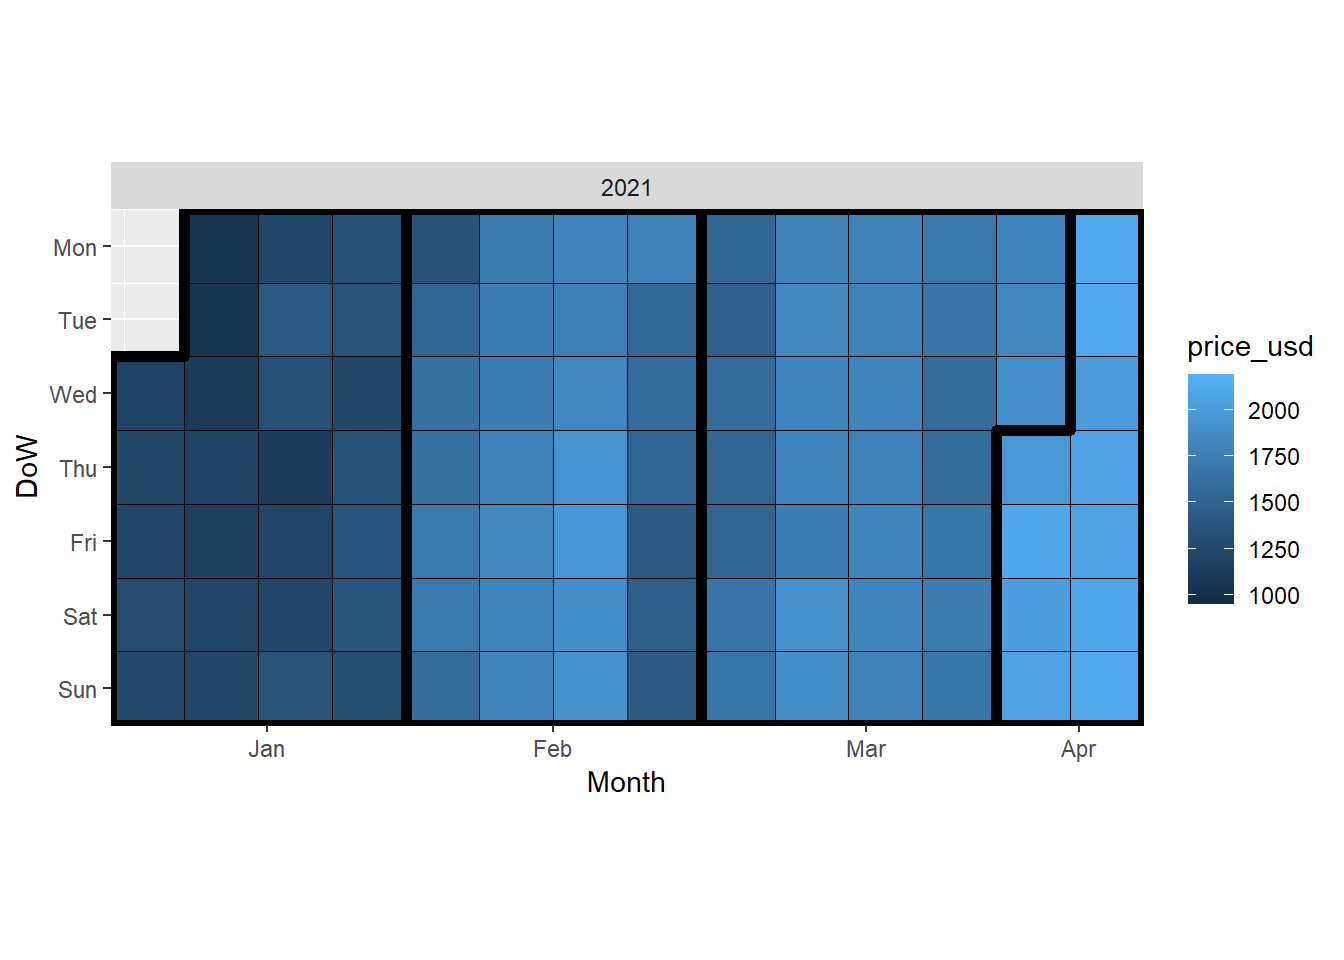 2021
Mon
Tue
Wed
Thu
Fri
Sat
Sun
DoW
Jan Feb Mar Apr
Month
price_usd
2000
1750
1500
1250
1000